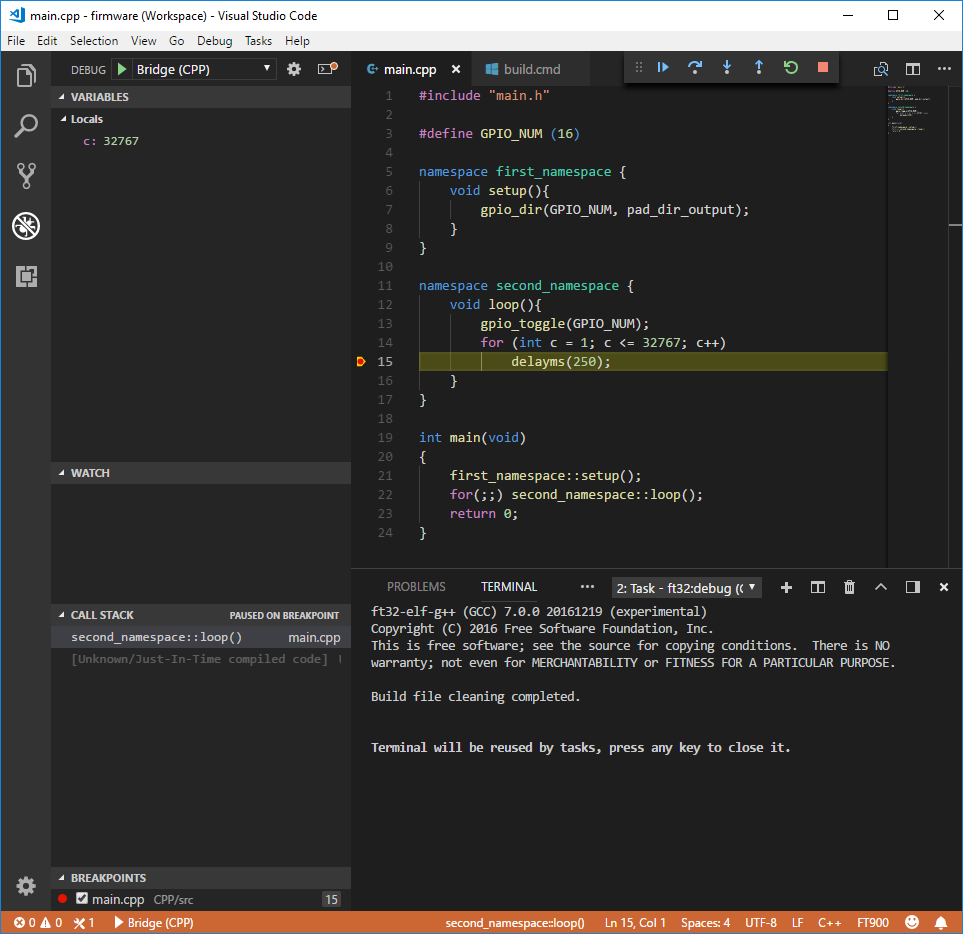 main.cpp - firmware (Workspace) - Visual Studio Code
File Edit Selection View Go Debug Tasks Help
DEBUG Bridge (CPP)
VARIABLES
Locals
c: 32767
WATCH
CALL STACK PAUSED ON BREAKPOINT
second_namespace::loop() main.cpp
[Unknown/Just-In-Time compiled code]
BREAKPOINTS
main.cpp CPP/src 15
main.cpp build.cmd
1 #include "main.h"
2
3 #define GPIO_NUM (16)
4
5 namespace first_namespace {
6 void setup(){
7 gpio_dir(GPIO_NUM, pad_dir_output);
8 }
9 }
10
11 namespace second_namespace {
12 void loop(){
13 gpio_toggle(GPIO_NUM);
14 for (int c = 1; c <= 32767; c++)
15 delayms(250);
16 }
17 }
18
19 int main(void)
20 {
21 first_namespace::setup();
22 for(;;) second_namespace::loop();
23 return 0;
24 }
PROBLEMS TERMINAL ··· 2: Task - ft32:debug ((
ft32-elf-g++ (GCC) 7.0.0 20161219 (experimental)
Copyright (C) 2016 Free Software Foundation, Inc.
This is free software; see the source for copying conditions. There is NO
warranty; not even for MERCHANTABILITY or FITNESS FOR A PARTICULAR PURPOSE.
Build file cleaning completed.
Terminal will be reused by tasks, press any key to close it.
0 0 1 Bridge (CPP) second_namespace::loop() Ln 15, Col 1 Spaces: 4 UTF-8 LF C++ FT900